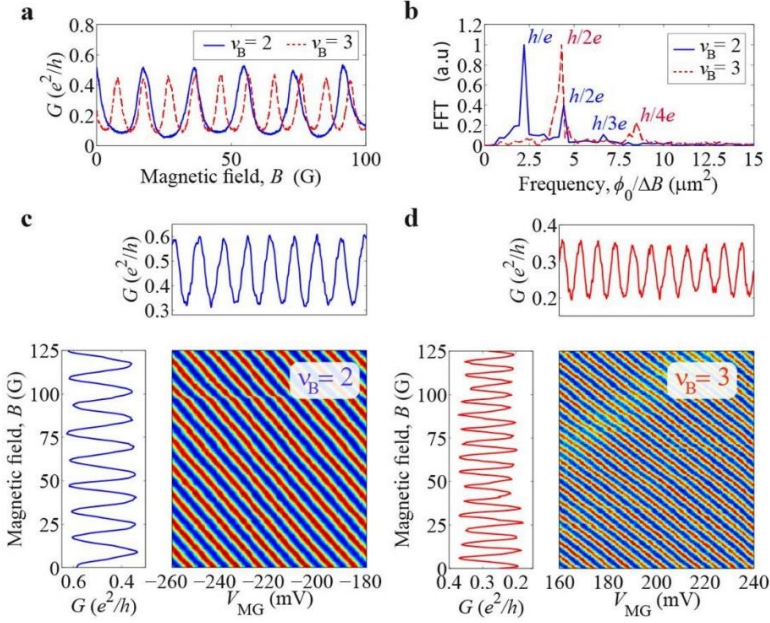 a
0.8
0.6
0.4
0.2
0
G (e²/h)
ν_B = 2 ν_B = 3
0 50 100
Magnetic field, B (G)
b
1.2
1
0.8
0.6
0.4
0.2
0
FFT (a.u)
h/e h/2e
h/2e
h/3e
h/4e
ν_B = 2
ν_B = 3
0 2.5 5 7.5 10 12.5 15
Frequency, ϕ₀/ΔB (μm²)
c
0.6
0.5
0.4
0.3
G (e²/h)
125
100
75
50
25
0
Magnetic field, B (G)
ν_B = 2
0.6 0.4
G (e²/h)
−260 −240 −220 −200 −180
V_MG (mV)
d
0.4
0.3
0.2
G (e²/h)
125
100
75
50
25
0
Magnetic field, B (G)
ν_B = 3
0.4 0.3 0.2
G (e²/h)
160 180 200 220 240
V_MG (mV)